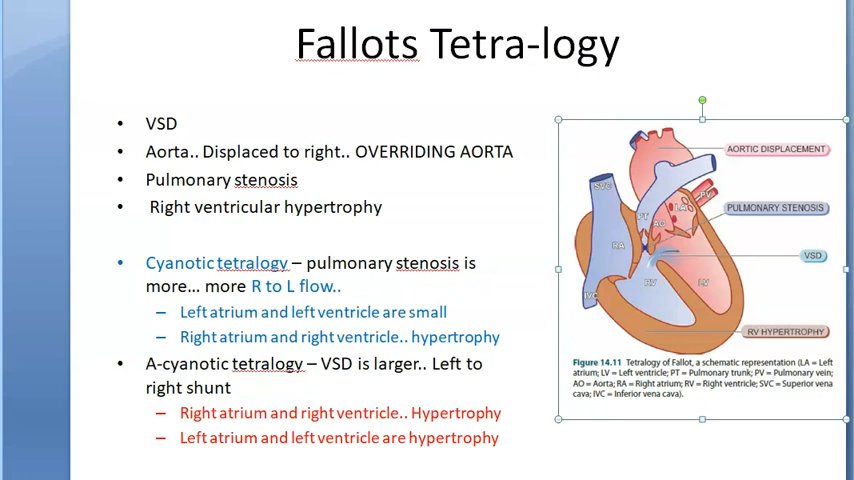 Fallots Tetra-logy
• VSD
• Aorta.. Displaced to right.. OVERRIDING AORTA
• Pulmonary stenosis
• Right ventricular hypertrophy
• Cyanotic tetralogy – pulmonary stenosis is
more... more R to L flow..
– Left atrium and left ventricle are small
– Right atrium and right ventricle.. hypertrophy
• A-cyanotic tetralogy – VSD is larger.. Left to
right shunt
– Right atrium and right ventricle.. Hypertrophy
– Left atrium and left ventricle are hypertrophy
AORTIC DISPLACEMENT
SVC
PV
LA
PULMONARY STENOSIS
PT
AO
RA
VSD
RV
LV
IVC
RV HYPERTROPHY
Figure 14.11 Tetralogy of Fallot, a schematic representation (LA = Left
atrium; LV = Left ventricle; PT = Pulmonary trunk; PV = Pulmonary vein;
AO = Aorta; RA = Right atrium; RV = Right ventricle; SVC = Superior vena
cava; IVC = Inferior vena cava).